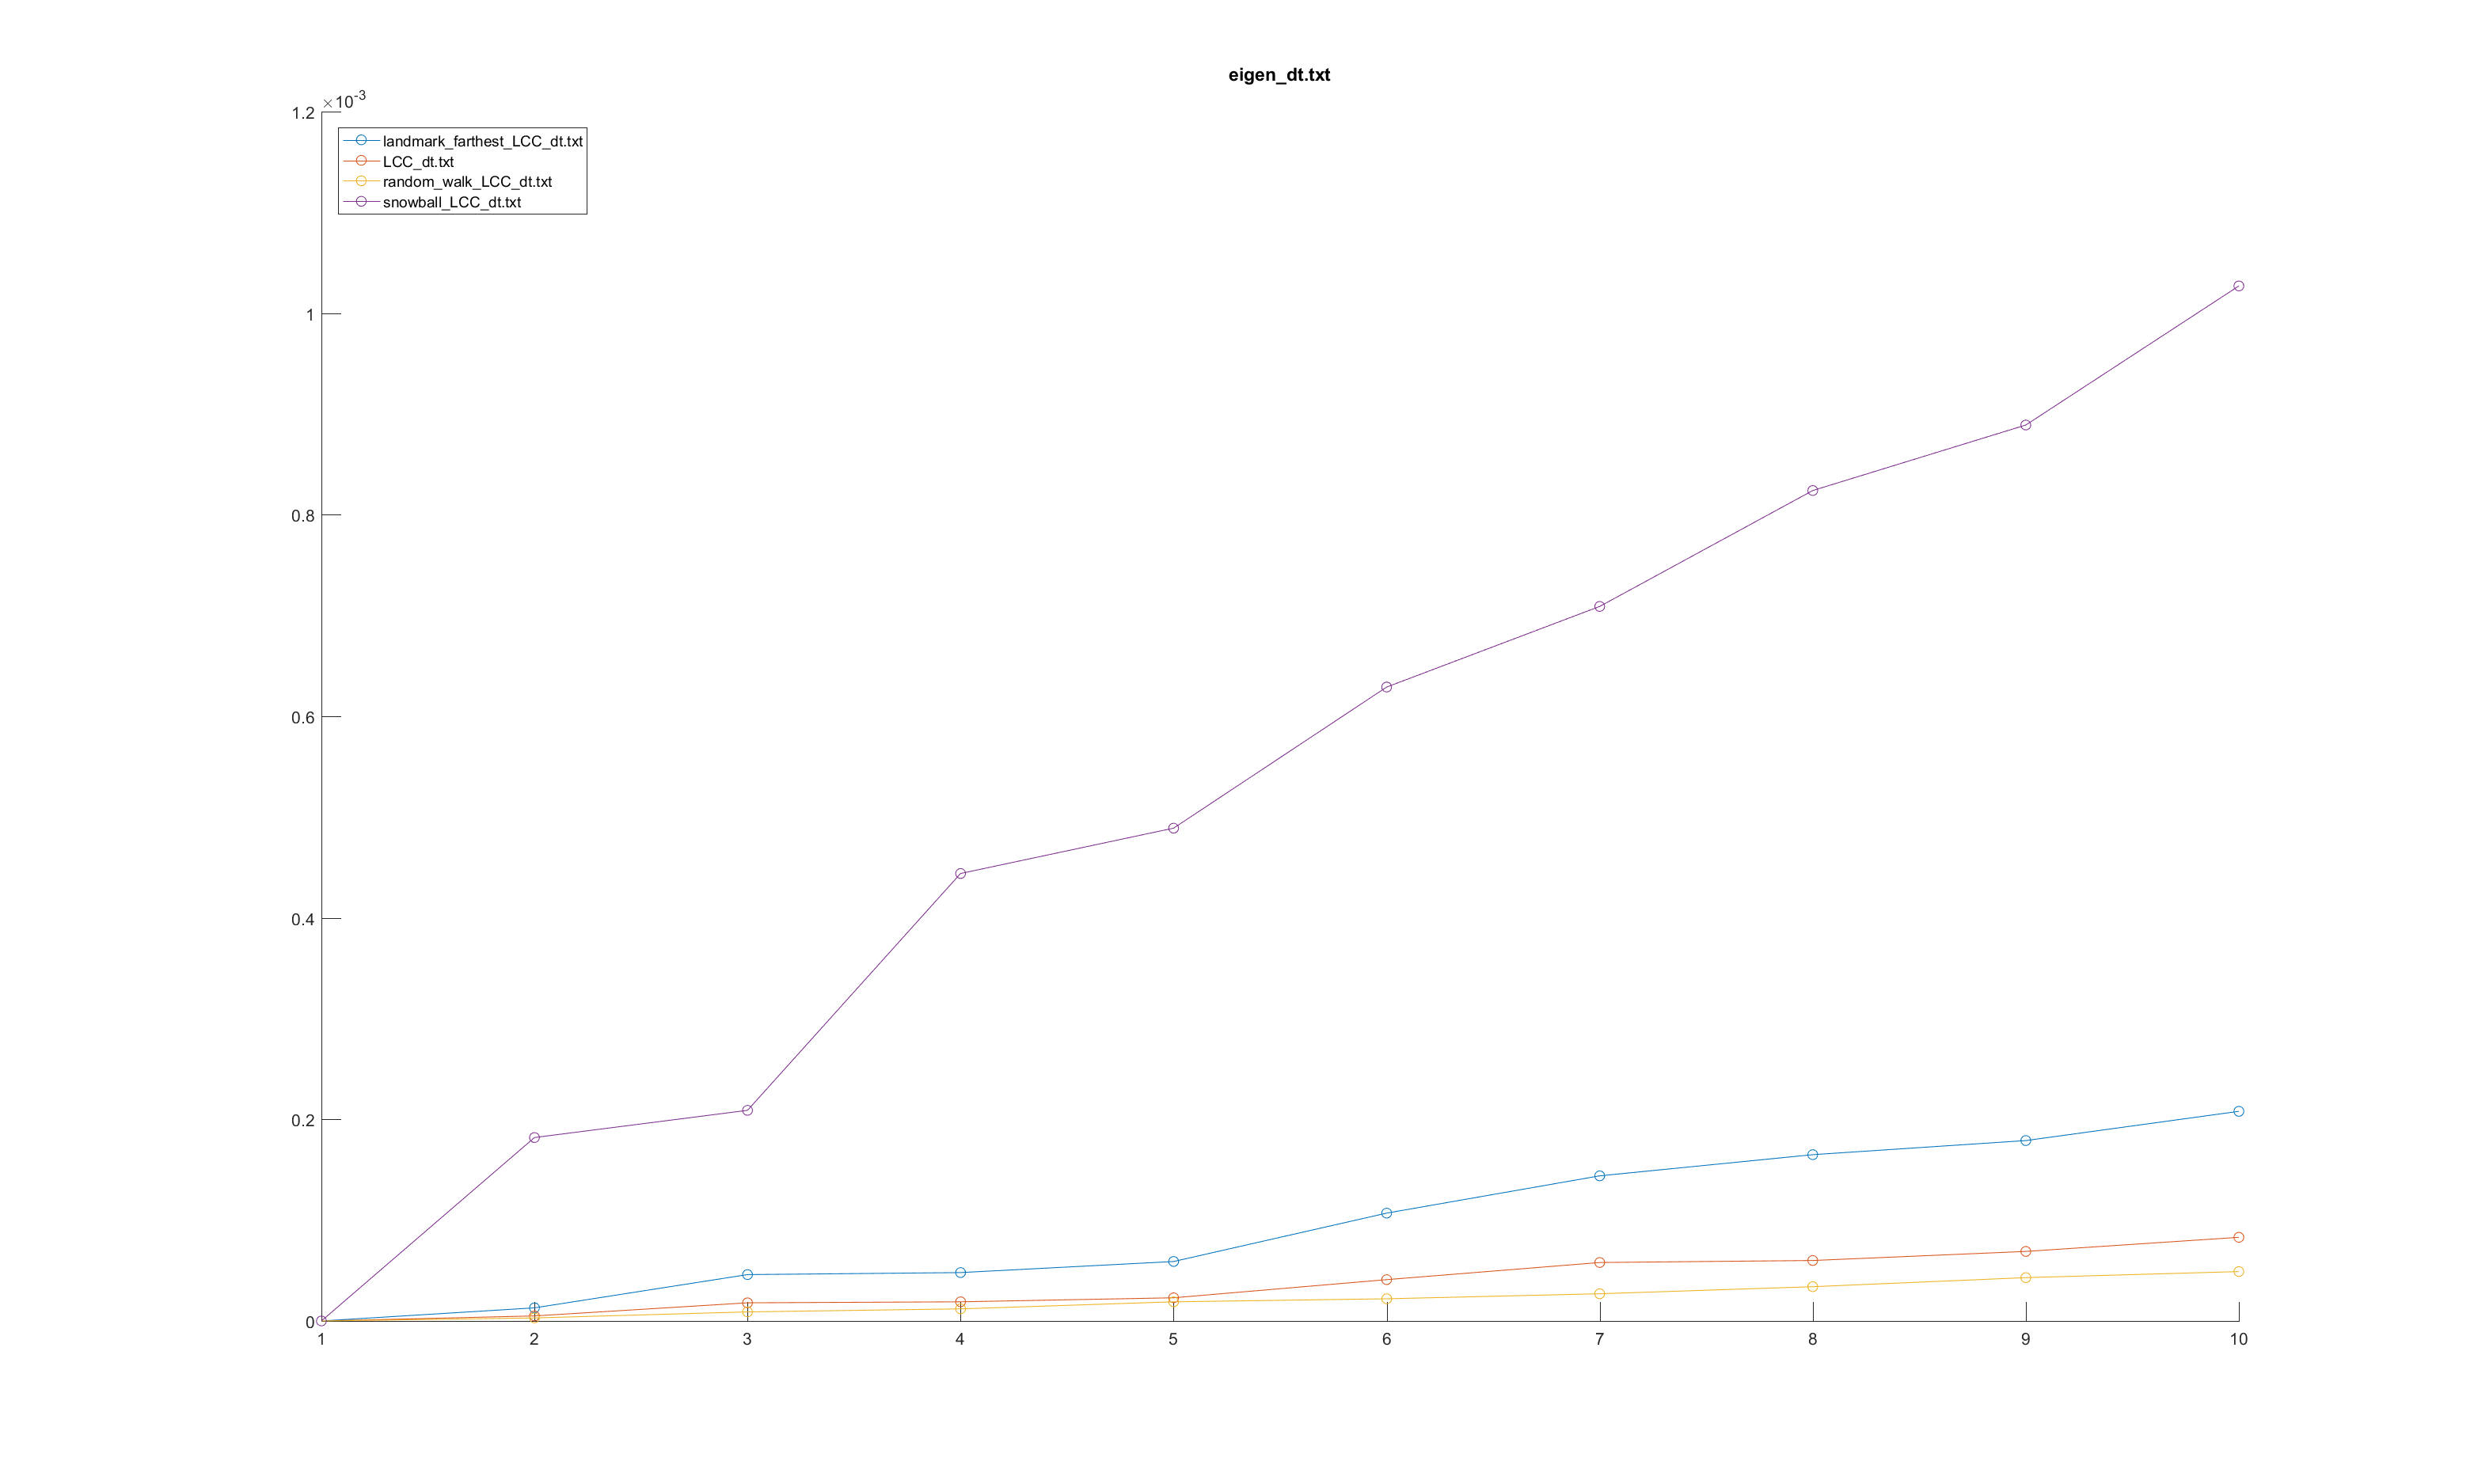 eigen_dt.txt
×10-3
1.2
1
0.8
0.6
0.4
0.2
0
landmark_farthest_LCC_dt.txt
LCC_dt.txt
random_walk_LCC_dt.txt
snowball_LCC_dt.txt
1 2 3 4 5 6 7 8 9 10